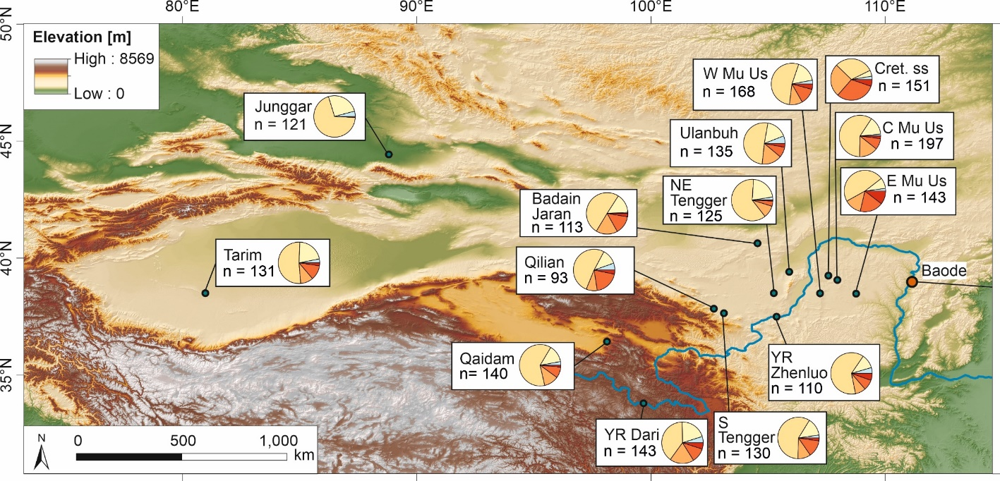 80°E
90°E
100°E
110°E
50°N
45°N
40°N
35°N
Elevation [m]
High : 8569
Low : 0
Junggar
n = 121
W Mu Us
n = 168
Cret. ss
n = 151
Ulanbuh
n = 135
C Mu Us
n = 197
NE
Tengger
n = 125
E Mu Us
n = 143
Badain
Jaran
n = 113
Tarim
n = 131
Qilian
n = 93
Baode
Qaidam
n= 140
YR
Zhenluo
n = 110
YR Dari
n = 143
S
Tengger
n = 130
N
0
500
1,000
km